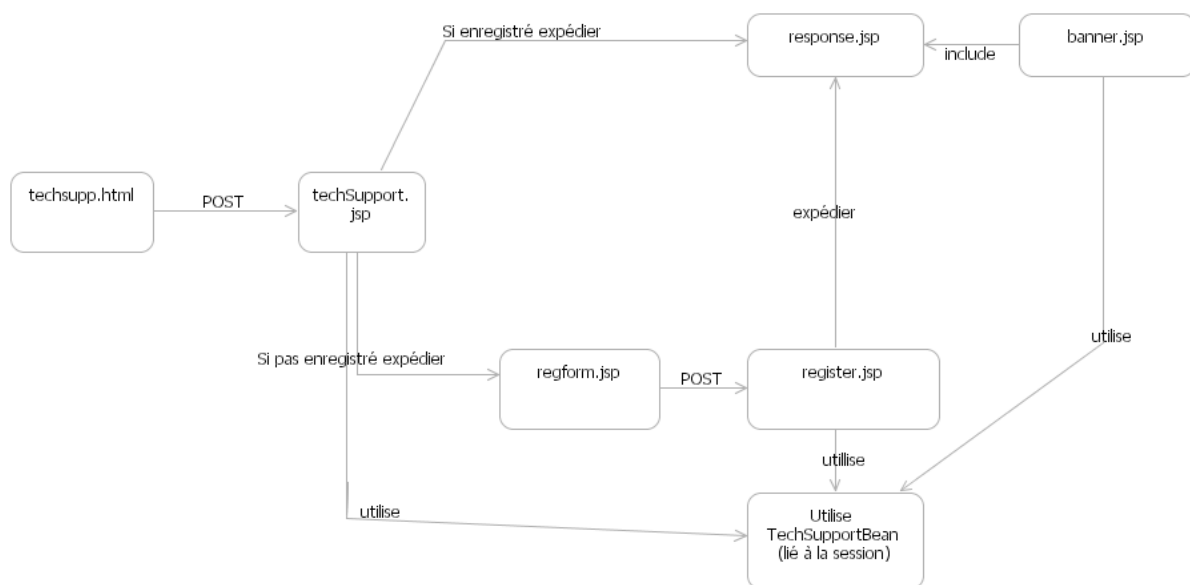 Si enregistré expédier
response.jsp
banner.jsp
include
techsupp.html
POST
techSupport.
jsp
expédier
utilise
Si pas enregistré expédier
regform.jsp
POST
register.jsp
utillise
utilise
Utilise
TechSupportBean
(lié à la session)